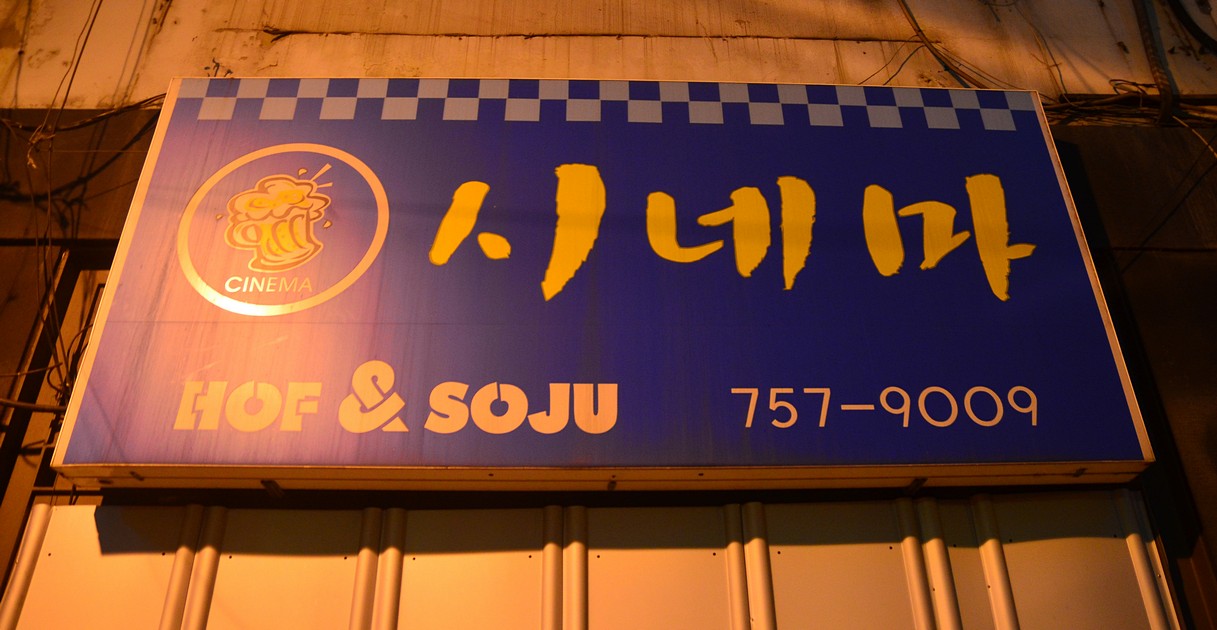 CINEMA
시네마
HOF & SOJU
757-9009